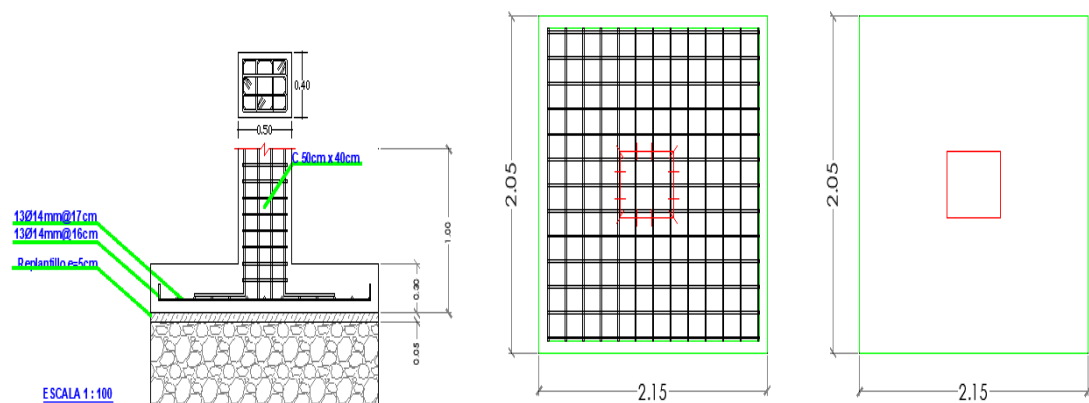 0.40
0.50
C 50cm x 40cm
13Ø14mm@17cm
13Ø14mm@16cm
Replantillo e=5cm
1.00
0.30
0.05
ESCALA 1 : 100
2.05
2.15
2.05
2.15